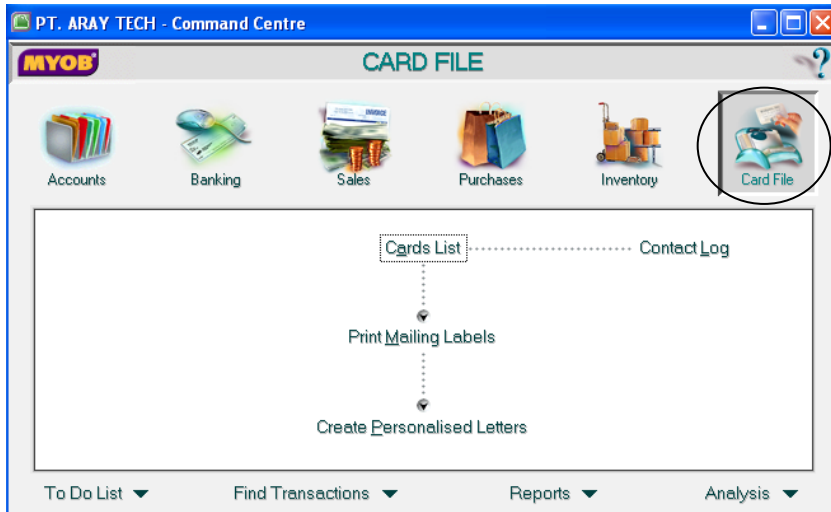 PT. ARAY TECH - Command Centre
MYOB
CARD FILE
?
Accounts
Banking
Sales
Purchases
Inventory
Card File
INVOICE
Cards List
Contact Log
Print Mailing Labels
Create Personalised Letters
To Do List
Find Transactions
Reports
Analysis